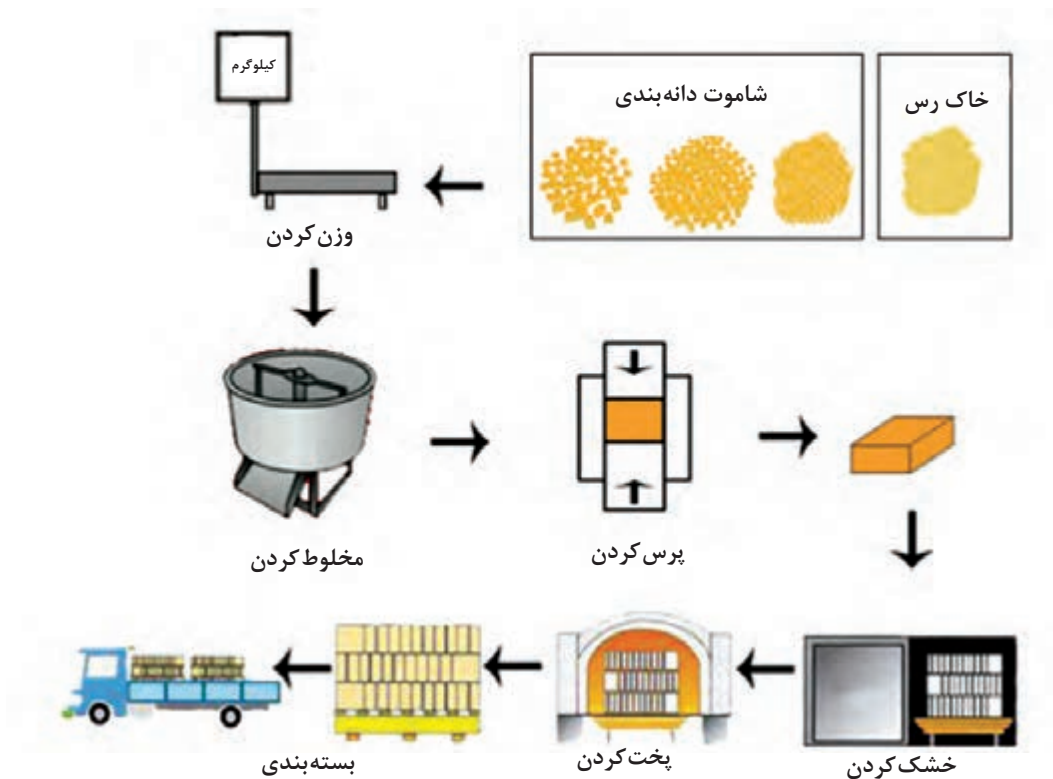 خاک رس
شاموت دانه‌بندی
کیلوگرم
وزن کردن
مخلوط کردن
پرس کردن
خشک کردن
پخت کردن
بسته‌بندی